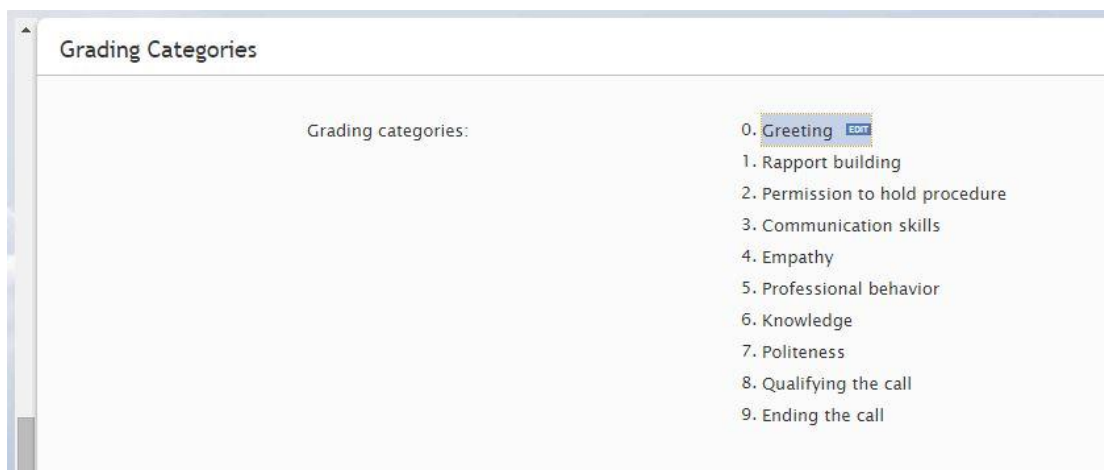 Grading Categories
Grading categories:
0. Greeting EDIT
1. Rapport building
2. Permission to hold procedure
3. Communication skills
4. Empathy
5. Professional behavior
6. Knowledge
7. Politeness
8. Qualifying the call
9. Ending the call